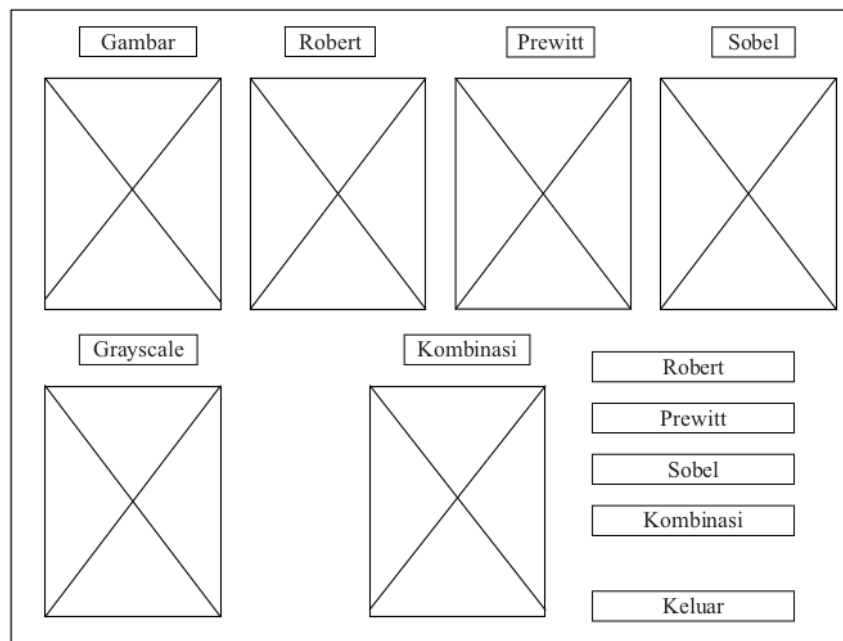 Gambar
Robert
Prewitt
Sobel
Grayscale
Kombinasi
Robert
Prewitt
Sobel
Kombinasi
Keluar